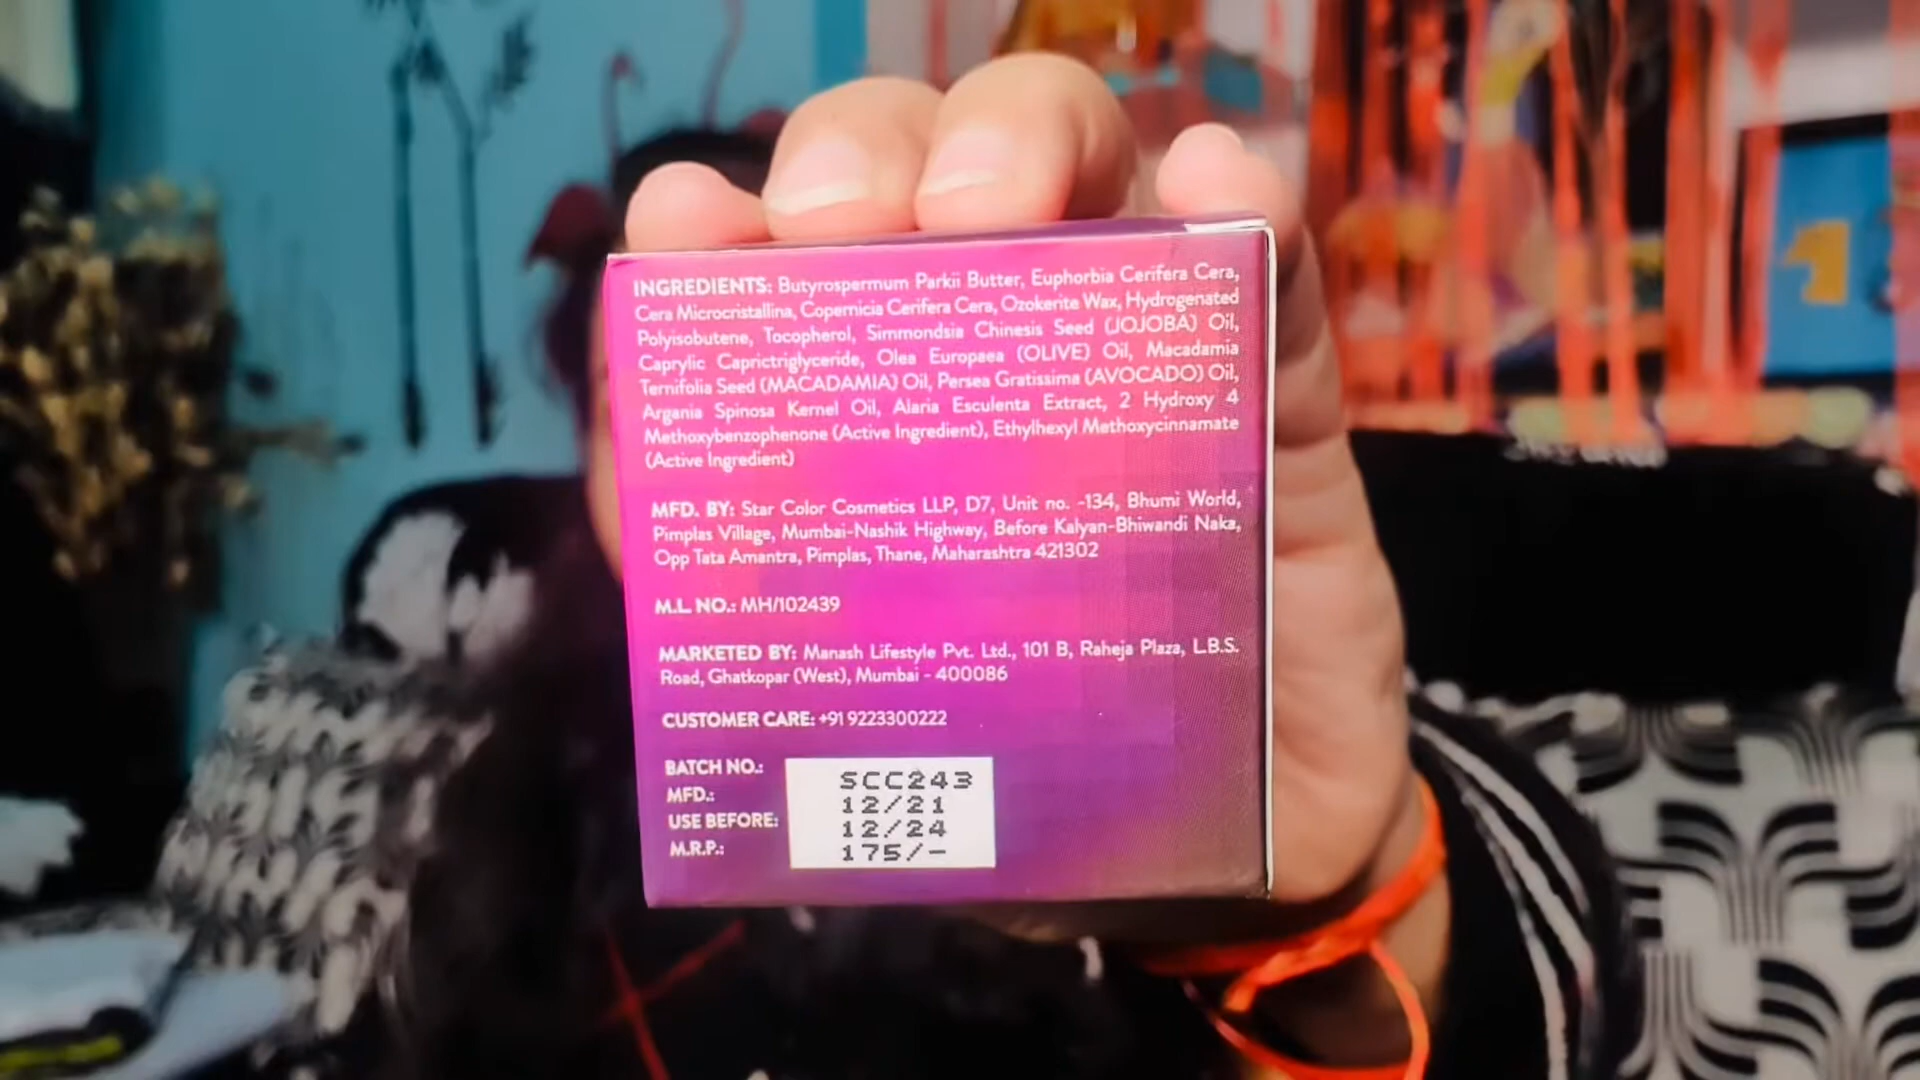 INGREDIENTS: Butyrospermum Parkii Butter, Euphorbia Cerifera Cera,
Cera Microcristallina, Copernicia Cerifera Cera, Ozokerite Wax, Hydrogenated
Polyisobutene, Tocopherol, Simmondsia Chinesis Seed (JOJOBA) Oil,
Caprylic Caprictriglyceride, Olea Europaea (OLIVE) Oil, Macadamia
Ternifolia Seed (MACADAMIA) Oil, Persea Gratissima (AVOCADO) Oil,
Argania Spinosa Kernel Oil, Alaria Esculenta Extract, 2 Hydroxy 4
Methoxybenzophenone (Active Ingredient), Ethylhexyl Methoxycinnamate
(Active Ingredient)
MFD. BY: Star Color Cosmetics LLP, D7, Unit no. -134, Bhumi World,
Pimplas Village, Mumbai-Nashik Highway, Before Kalyan-Bhiwandi Naka,
Opp Tata Amantra, Pimplas, Thane, Maharashtra 421302
M.L. NO.: MH/102439
MARKETED BY: Manash Lifestyle Pvt. Ltd., 101 B, Raheja Plaza, L.B.S.
Road, Ghatkopar (West), Mumbai - 400086
CUSTOMER CARE: +91 9223300222
BATCH NO.: SCC243
MFD.: 12/21
USE BEFORE: 12/24
M.R.P.: 175/-